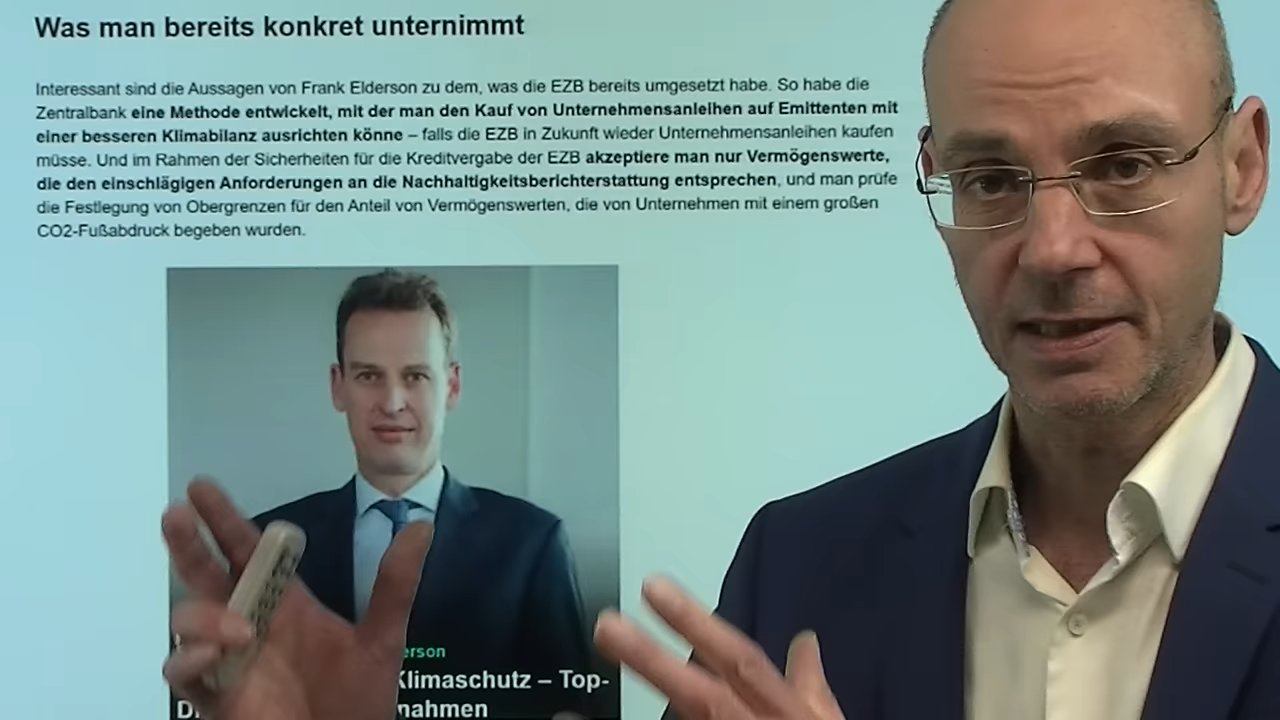 Was man bereits konkret unternimmt
Interessant sind die Aussagen von Frank Elderson zu dem, was die EZB bereits umgesetzt habe. So habe die
Zentralbank eine Methode entwickelt, mit der man den Kauf von Unternehmensanleihen auf Emittenten mit
einer besseren Klimabilanz ausrichten könne – falls die EZB in Zukunft wieder Unternehmensanleihen kaufen
müsse. Und im Rahmen der Sicherheiten für die Kreditvergabe der EZB akzeptiere man nur Vermögenswerte,
die den einschlägigen Anforderungen an die Nachhaltigkeitsberichterstattung entsprechen, und man prüfe
die Festlegung von Obergrenzen für den Anteil von Vermögenswerten, die von Unternehmen mit einem großen
CO2-Fußabdruck begeben wurden.
erson
Klimaschutz – Top-
nahmen